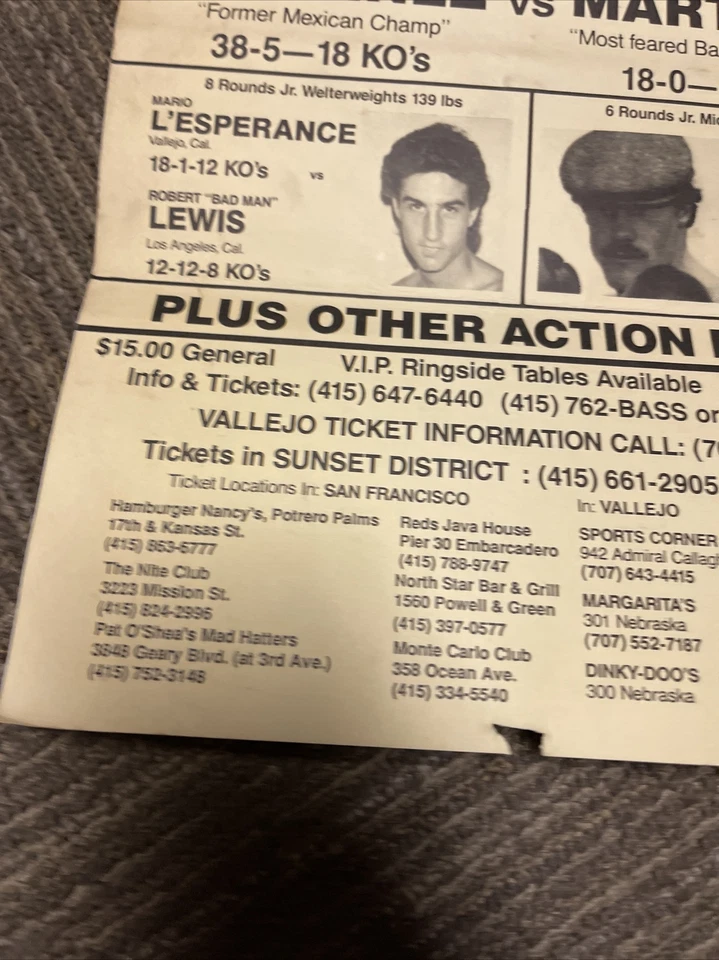 vs MART
"Former Mexican Champ"
38-5—18 KO's
"Most feared Ba
18-0—
8 Rounds Jr. Welterweights 139 lbs
MARIO
L'ESPERANCE
Vallejo, Cal.
18-1-12 KO's
vs
ROBERT "BAD MAN"
LEWIS
Los Angeles, Cal.
12-12-8 KO's
6 Rounds Jr. Mid
PLUS OTHER ACTION
$15.00 General V.I.P. Ringside Tables Available
Info & Tickets: (415) 647-6440 (415) 762-BASS or
VALLEJO TICKET INFORMATION CALL: (70
Tickets in SUNSET DISTRICT : (415) 661-2905
Ticket Locations In: SAN FRANCISCO
Hamburger Nancy's, Potrero Palms
17th & Kansas St.
(415) 863-6777
The Nite Club
3223 Mission St.
(415) 824-2996
Pat O'Shea's Mad Hatters
3848 Geary Blvd. (at 3rd Ave.)
(415) 752-3148
Reds Java House
Pier 30 Embarcadero
(415) 788-9747
North Star Bar & Grill
1560 Powell & Green
(415) 397-0577
Monte Carlo Club
358 Ocean Ave.
(415) 334-5540
In: VALLEJO
SPORTS CORNER
942 Admiral Callagh
(707) 643-4415
MARGARITA'S
301 Nebraska
(707) 552-7187
DINKY-DOO'S
300 Nebraska